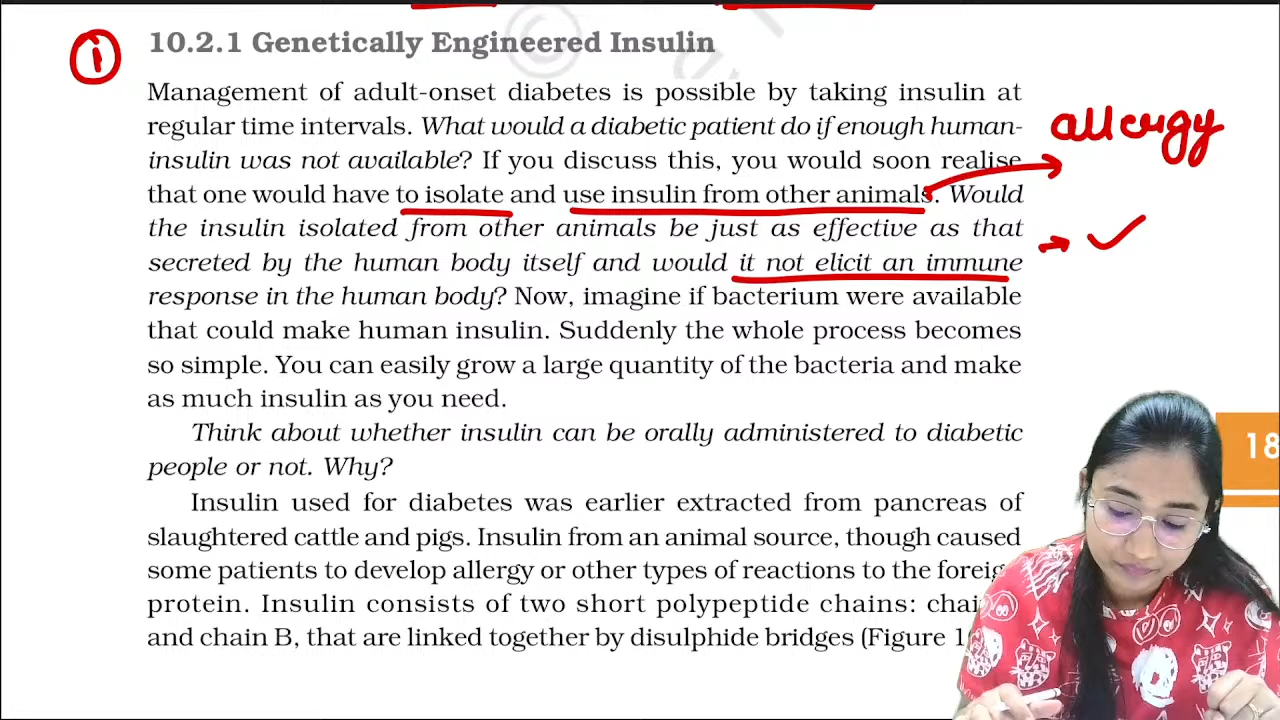 1
10.2.1 Genetically Engineered Insulin
Management of adult-onset diabetes is possible by taking insulin at
regular time intervals. What would a diabetic patient do if enough human-
insulin was not available? If you discuss this, you would soon realise
that one would have to isolate and use insulin from other animals. Would
the insulin isolated from other animals be just as effective as that
secreted by the human body itself and would it not elicit an immune
response in the human body? Now, imagine if bacterium were available
that could make human insulin. Suddenly the whole process becomes
so simple. You can easily grow a large quantity of the bacteria and make
as much insulin as you need.
Think about whether insulin can be orally administered to diabetic
people or not. Why?
Insulin used for diabetes was earlier extracted from pancreas of
slaughtered cattle and pigs. Insulin from an animal source, though caused
some patients to develop allergy or other types of reactions to the
protein. Insulin consists of two short polypeptide chains:
and chain B, that are linked together by disulphide bridges (Figure
allergy
18